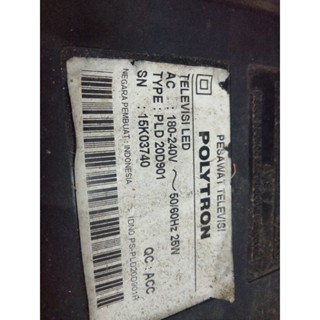 PESAWAT TELEVISI
POLYTRON
TELEVISI LED
AC : 180-240V ~ 50/60Hz 25W
TYPE : PLD 20D901
SN : 15K03740
QC : ACC
NEGARA PEMBUAT : INDONESIA